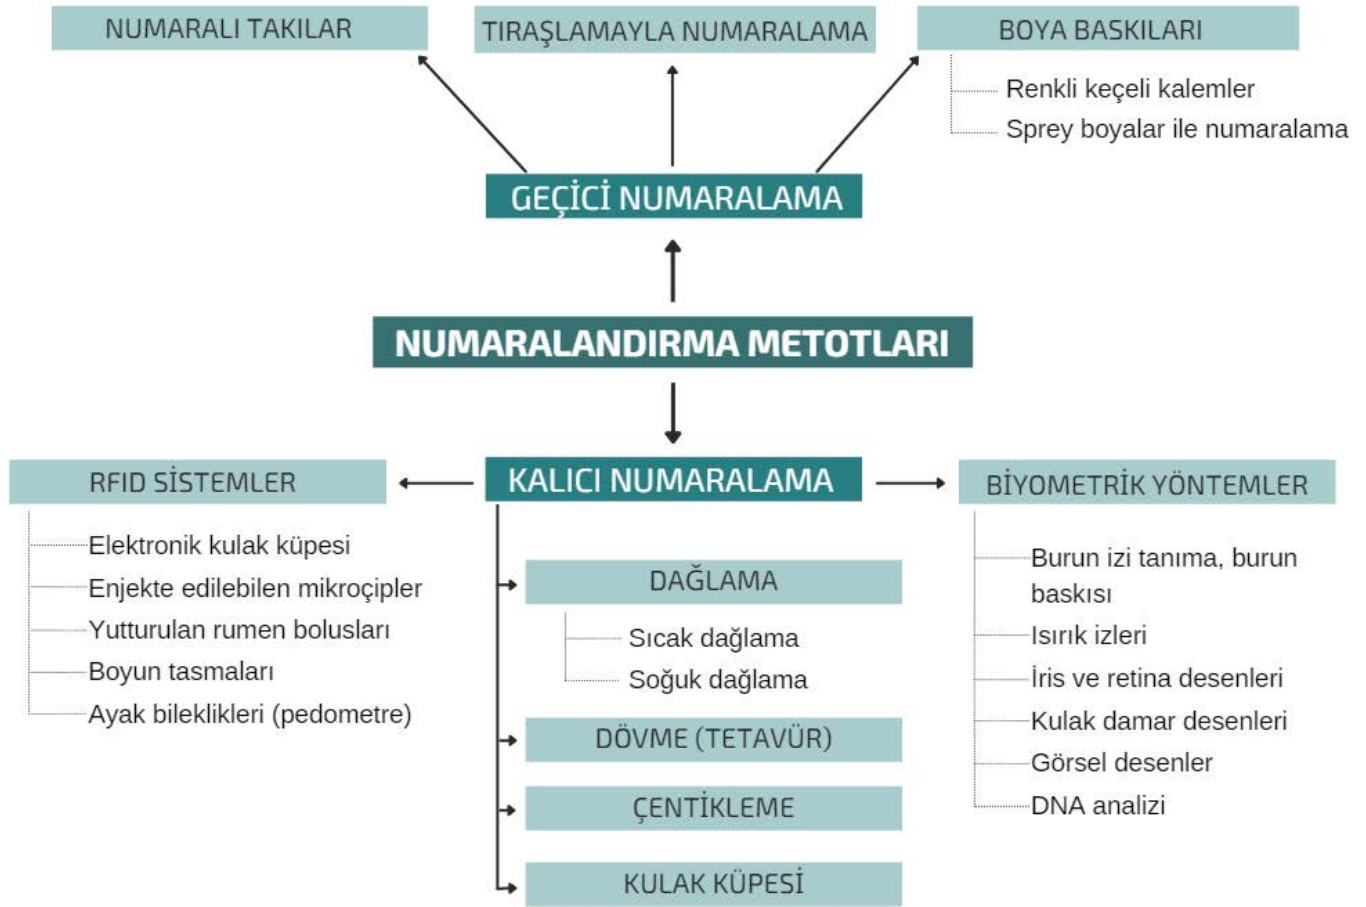 NUMARALI TAKILAR
TIRAŞLAMAYLA NUMARALAMA
BOYA BASKILARI
Renkli keçeli kalemler
Sprey boyalar ile numaralama
GEÇİCİ NUMARALAMA
NUMARALANDIRMA METOTLARI
KALICI NUMARALAMA
RFID SİSTEMLER
Elektronik kulak küpesi
Enjekte edilebilen mikroçipler
Yutturulan rumen bolusları
Boyun tasmaları
Ayak bileklikleri (pedometre)
DAĞLAMA
Sıcak dağlama
Soğuk dağlama
DÖVME (TETAVÜR)
ÇENTİKLEME
KULAK KÜPESİ
BİYOMETRİK YÖNTEMLER
Burun izi tanıma, burun
baskısı
Isırık izleri
İris ve retina desenleri
Kulak damar desenleri
Görsel desenler
DNA analizi